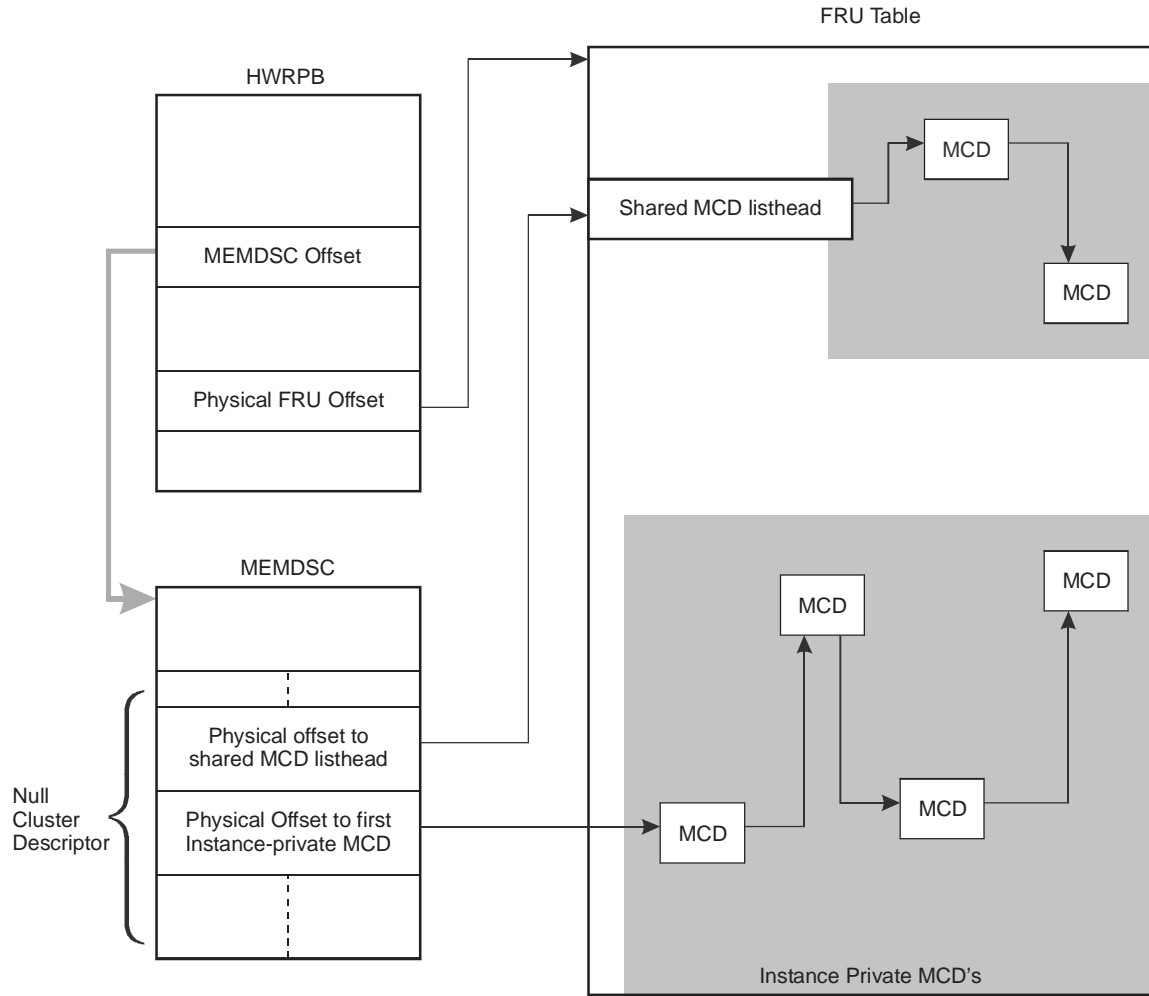 FRU Table
HWRPB
MEMDSC Offset
Physical FRU Offset
Shared MCD listhead
MCD
MCD
MEMDSC
Null
Cluster
Descriptor
Physical offset to
shared MCD listhead
Physical Offset to first
Instance-private MCD
MCD
MCD
MCD
MCD
Instance Private MCD's